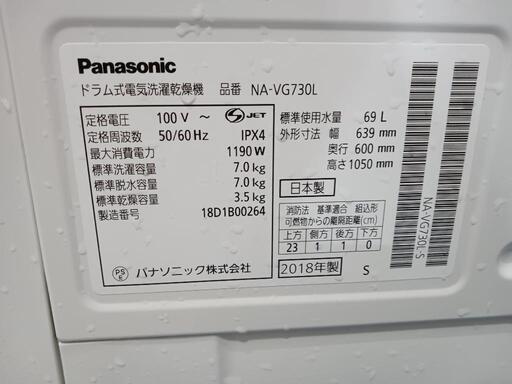 Panasonic
ドラム式電気洗濯乾燥機 品番 NA-VG730L
定格電圧 100 V ~ S JET
定格周波数 50/60 Hz IPX4
最大消費電力 1190 W
標準洗濯容量 7.0 kg
標準脱水容量 7.0 kg
標準乾燥容量 3.5 kg
製造番号 18D1B00264
PS E パナソニック株式会社
標準使用水量 69 L
外形寸法 幅 639 mm
奥行 600 mm
高さ 1050 mm
日本製
消防法 基準適合 組込形
可燃物からの離隔距離(cm)
上方 側方 前方 後方 下方
23 1 1 0
2018年製 S
NA-VG730L-S